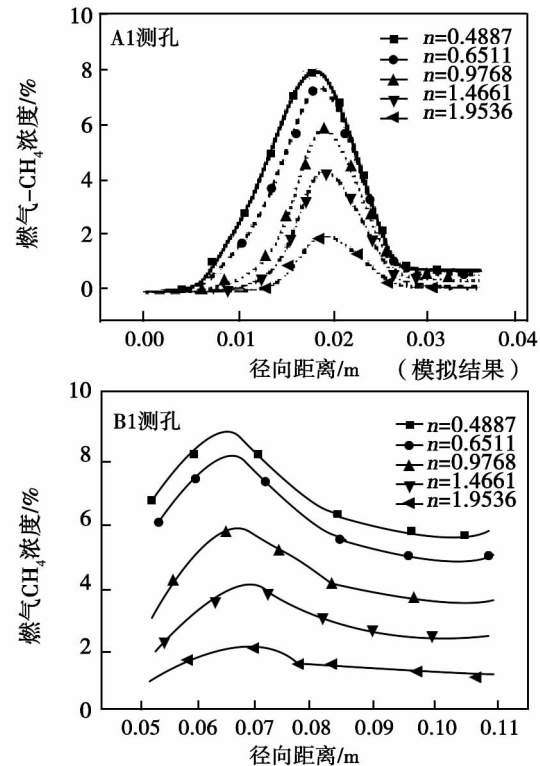 10
A1测孔
n=0.4887
n=0.6511
n=0.9768
n=1.4661
n=1.9536
8
6
4
2
0
燃气-CH₄浓度/%
0.00 0.01 0.02 0.03 0.04
径向距离/m （模拟结果）
10
B1测孔
n=0.4887
n=0.6511
n=0.9768
n=1.4661
n=1.9536
8
6
4
2
0
燃气CH₄浓度/%
0.05 0.06 0.07 0.08 0.09 0.10 0.11
径向距离/m